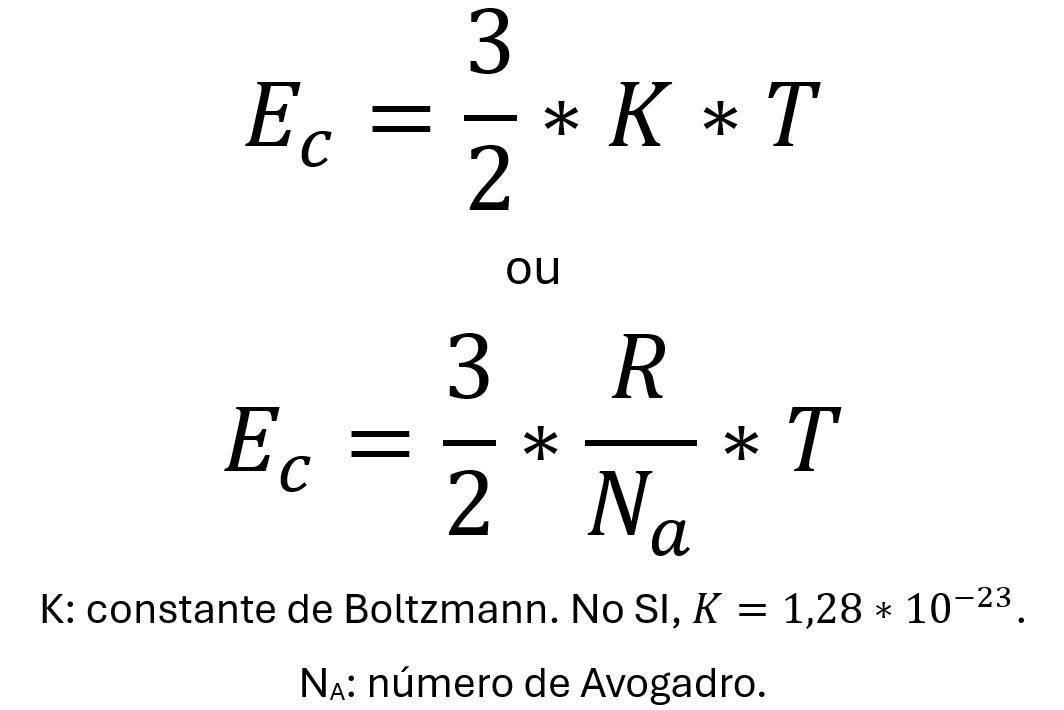 E_c = 3/2 * K * T
ou
E_c = 3/2 * R/N_a * T
K: constante de Boltzmann. No SI, K = 1,28 * 10^{-23}.
N_A: número de Avogadro.